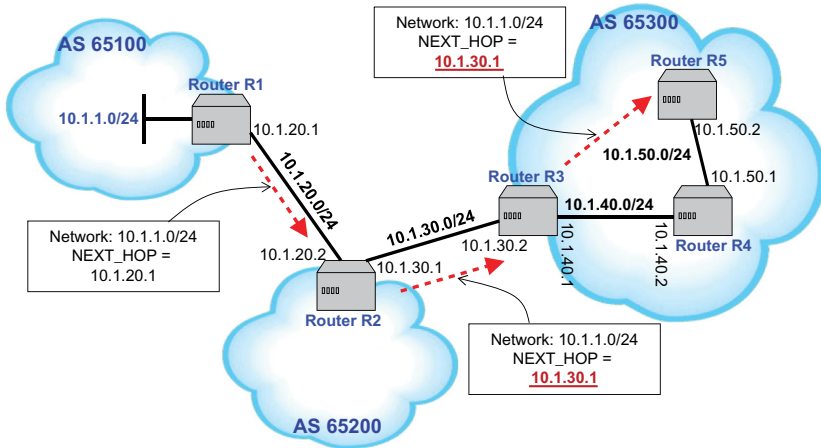 AS 65100
Router R1
10.1.1.0/24
10.1.20.1
10.1.20.0/24
Network: 10.1.1.0/24
NEXT_HOP =
10.1.20.1
10.1.20.2
10.1.30.1
Router R2
AS 65200
10.1.30.0/24
Network: 10.1.1.0/24
NEXT_HOP =
10.1.30.1
Network: 10.1.1.0/24
NEXT_HOP =
10.1.30.1
AS 65300
Router R5
10.1.50.2
10.1.50.0/24
10.1.50.1
Router R3
10.1.30.2
10.1.40.1
10.1.40.0/24
10.1.40.2
Router R4